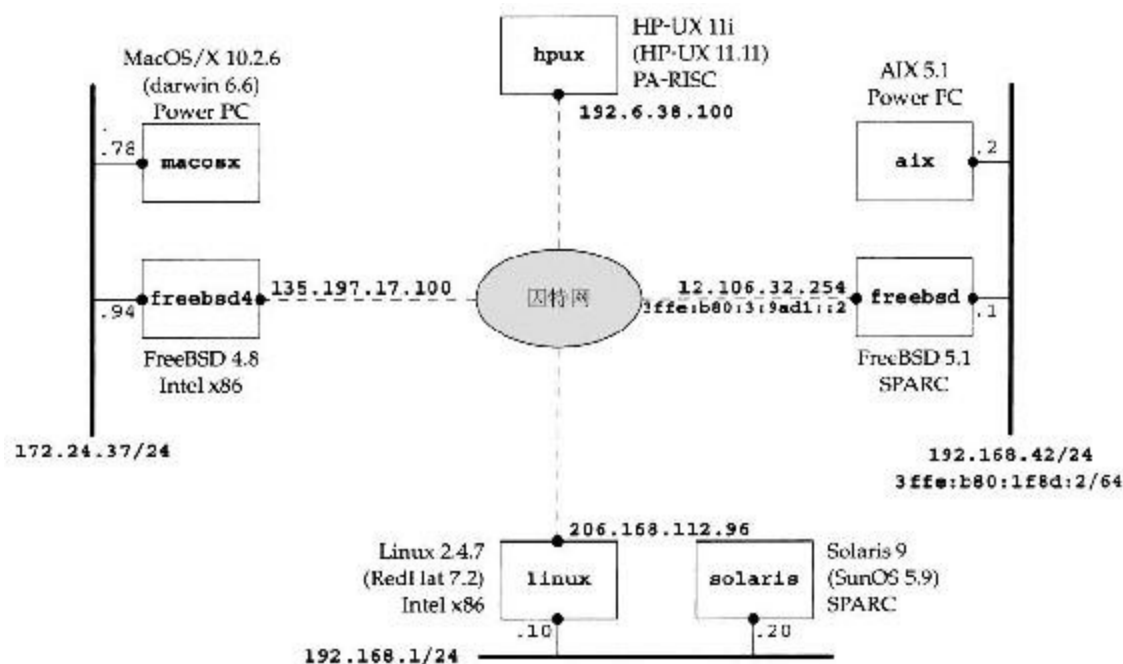 HP-UX 11i
(HP-UX 11.11)
PA-RISC
hpux
192.6.38.100
MacOS/X 10.2.6
(darwin 6.6)
Power PC
.78
macosx
AIX 5.1
Power PC
aix
.2
freebsd4
135.197.17.100
.94
FreeBSD 4.8
Intel x86
172.24.37/24
因特网
12.106.32.254
3ffe:b80:3:9ad1::2
freebsd
.1
FreeBSD 5.1
SPARC
192.168.42/24
3ffe:b80:1f8d:2/64
206.168.112.96
Linux 2.4.7
(RedHat 7.2)
Intel x86
linux
.10
solaris
.20
Solaris 9
(SunOS 5.9)
SPARC
192.168.1/24